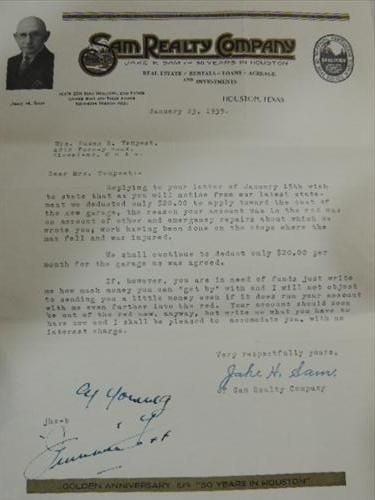 SAM REALTY COMPANY
JAKE H. SAM — 50 YEARS IN HOUSTON
REAL ESTATE - RENTALS - LOANS - ACREAGE
AND INVESTMENTS
JAKE H. SAM
HOUSTON, TEXAS
January 23, 1939.
Mrs. Susan E. Tempest,
Dear Mrs. Tempest:-
Replying to your letter of January 18th wish
to state that as you will notice from our latest state-
ment we deducted only $20.00 to apply toward the cost of
the new garage, the reason your account was in the red was
on account of other and emergency repairs about which we
wrote you; work having been done on the steps where the
man fell and was injured.
We shall continue to deduct only $20.00 per
month for the garage as was agreed.
If, however, you are in need of funds just write
me how much money you can "get by" with and I will not object
to sending you a little money even if it does run your account
with me even further into the red. Your account should soon
be out of the red now, anyway, but write me what you have to
have now and I shall be pleased to accomodate you, with no
interest charge.
Very respectfully yours,
Jake H. Sam
of Sam Realty Company
jhs-b
Cy Young
GOLDEN ANNIVERSARY "50 YEARS IN HOUSTON"